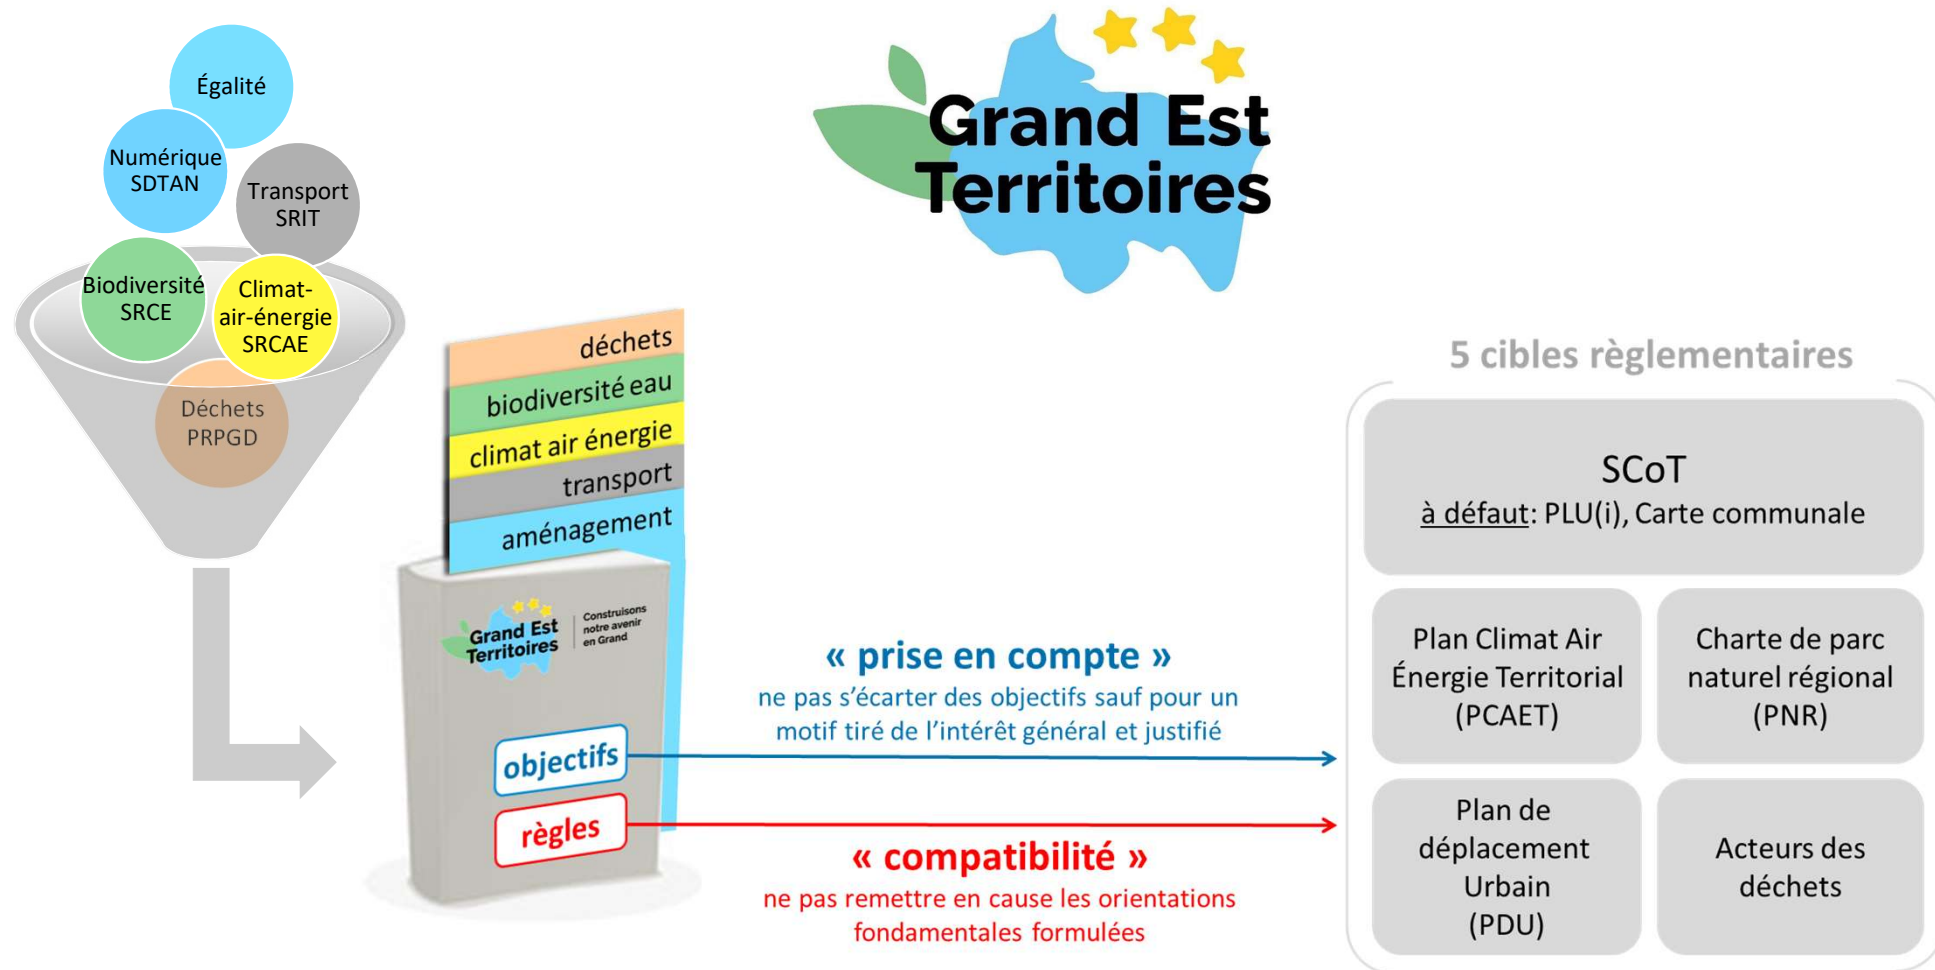 Égalité
Numérique
SDTAN
Transport
SRIT
Biodiversité
SRCE
Climat-
air-énergie
SRCAE
Déchets
PRPGD
Grand Est
Territoires
déchets
biodiversité eau
climat air énergie
transport
aménagement
Grand Est
Territoires
Construisons
notre avenir
en Grand
objectifs
règles
« prise en compte »
ne pas s’écarter des objectifs sauf pour un
motif tiré de l’intérêt général et justifié
« compatibilité »
ne pas remettre en cause les orientations
fondamentales formulées
5 cibles règlementaires
SCoT
à défaut: PLU(i), Carte communale
Plan Climat Air
Énergie Territorial
(PCAET)
Charte de parc
naturel régional
(PNR)
Plan de
déplacement
Urbain
(PDU)
Acteurs des
déchets